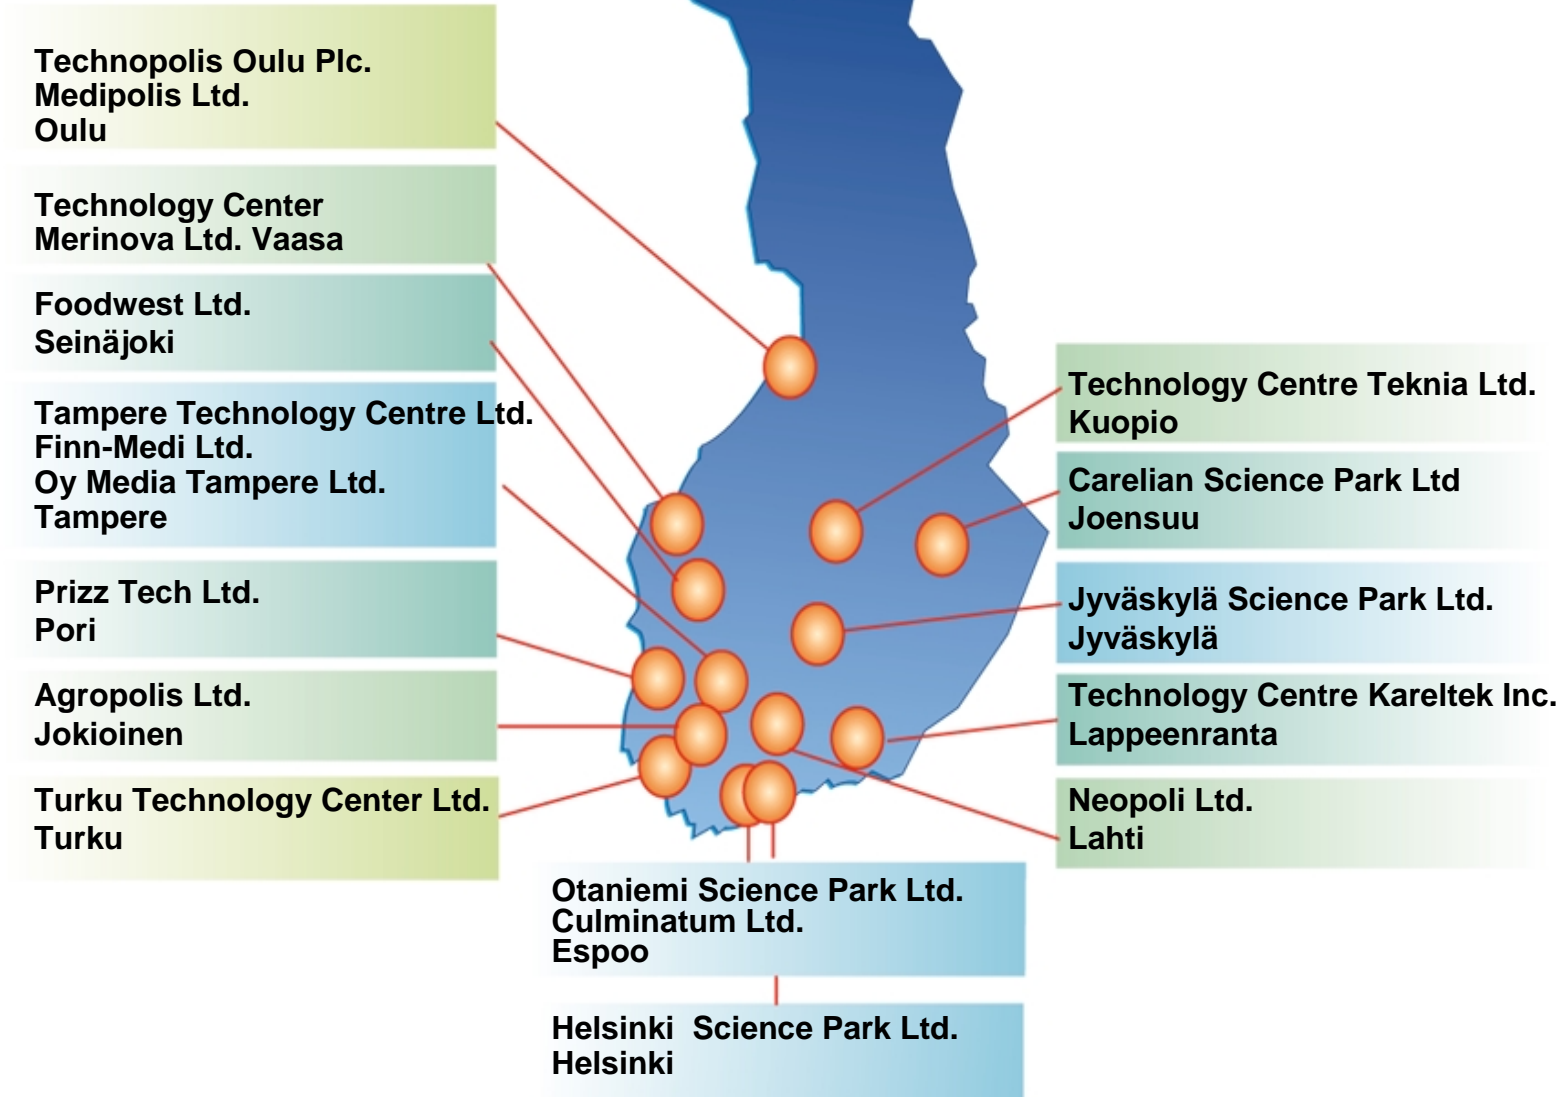 Technopolis Oulu Plc.
Medipolis Ltd.
Oulu
Technology Center
Merinova Ltd. Vaasa
Foodwest Ltd.
Seinäjoki
Tampere Technology Centre Ltd.
Finn-Medi Ltd.
Oy Media Tampere Ltd.
Tampere
Prizz Tech Ltd.
Pori
Agropolis Ltd.
Jokioinen
Turku Technology Center Ltd.
Turku
Technology Centre Teknia Ltd.
Kuopio
Carelian Science Park Ltd
Joensuu
Jyväskylä Science Park Ltd.
Jyväskylä
Technology Centre Kareltek Inc.
Lappeenranta
Neopoli Ltd.
Lahti
Otaniemi Science Park Ltd.
Culminatum Ltd.
Espoo
Helsinki  Science Park Ltd.
Helsinki